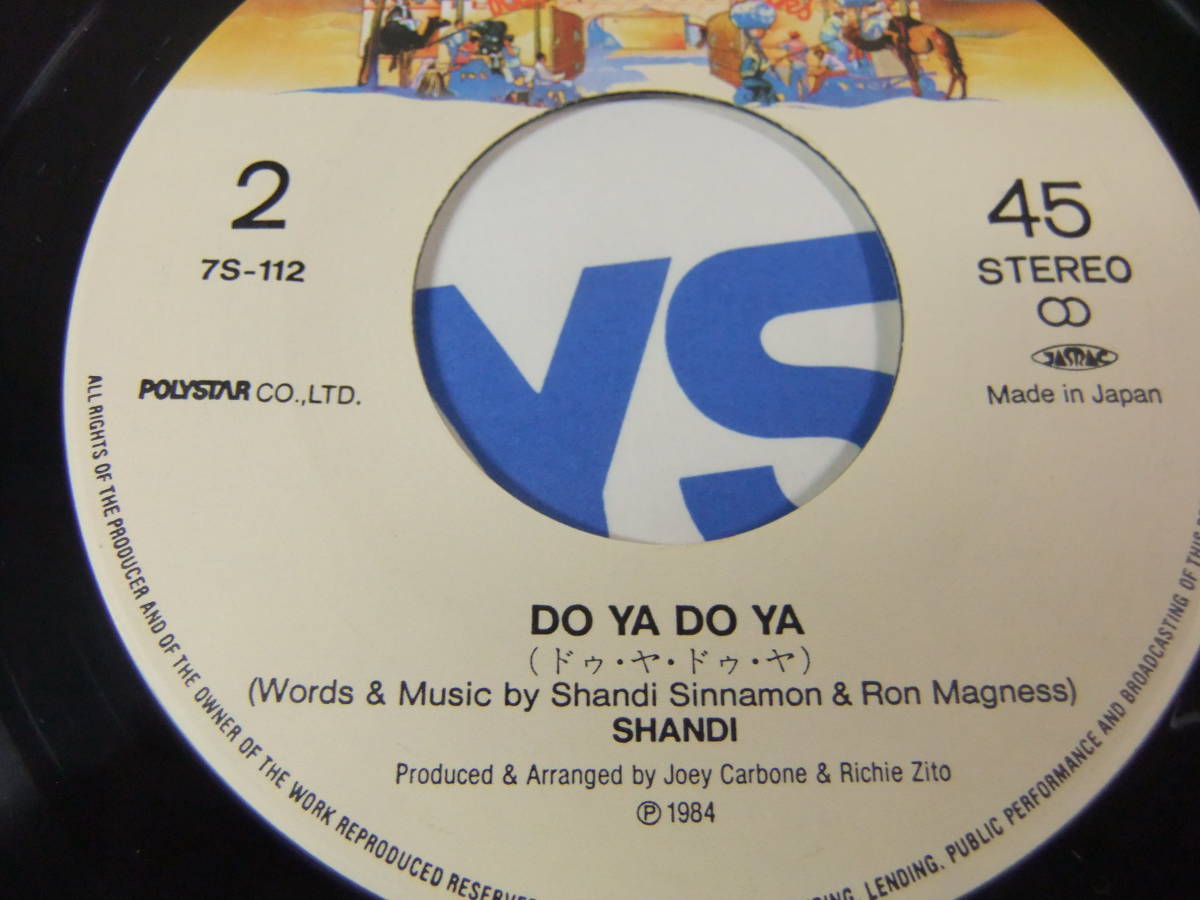 2
7S-112
45
STEREO
JASRAC
Made in Japan
POLYSTAR CO.,LTD.
YS
DO YA DO YA
(ドゥ・ヤ・ドゥ・ヤ)
(Words & Music by Shandi Sinnamon & Ron Magness)
SHANDI
Produced & Arranged by Joey Carbone & Richie Zito
Ⓟ 1984
ALL RIGHTS OF THE PRODUCER AND OF THE OWNER OF THE WORK REPRODUCED LENDING. PUBLIC PERFORMANCE AND BROADCASTING OF THIS